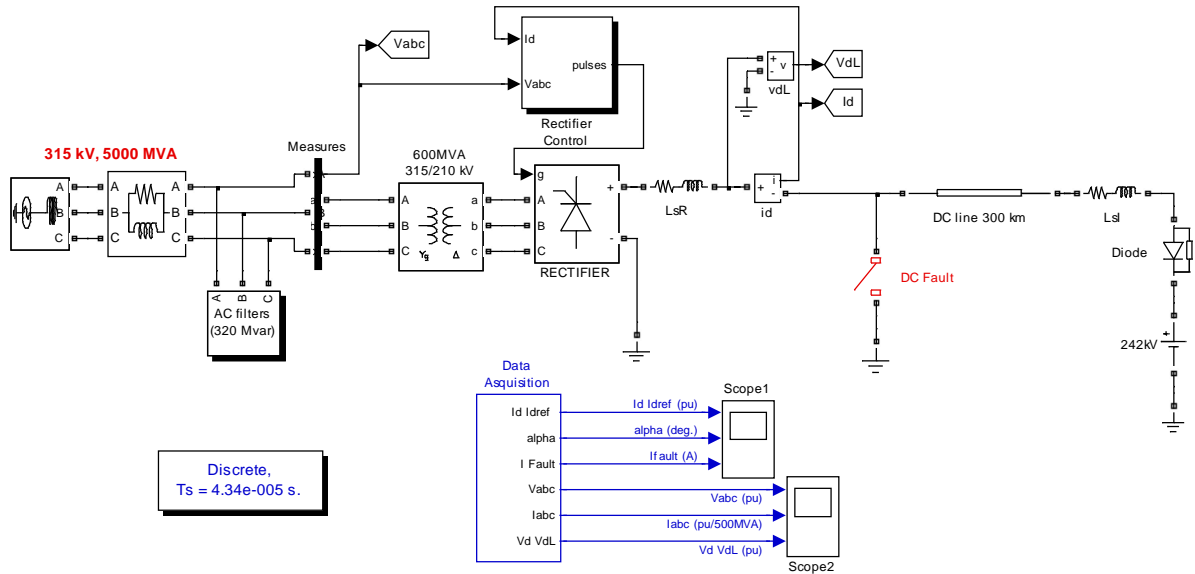 Vabc
Id
Vabc
pulses
Rectifier
Control
+
-
v
vdL
VdL
Id
315 kV, 5000 MVA
A
B
C
A
B
C
A
B
C
Measures
A
a
B
b
C
600MVA
315/210 kV
A
B
C
a
b
c
Yg
Δ
g
A
B
C
+
-
RECTIFIER
LsR
+
i
-
id
DC line 300 km
LsI
Diode
DC Fault
+
242kV
A
B
C
AC filters
(320 Mvar)
Data
Asquisition
Id Idref
alpha
I Fault
Vabc
Iabc
Vd VdL
Id Idref (pu)
alpha (deg.)
Ifault (A)
Vabc (pu)
Iabc (pu/500MVA)
Vd VdL (pu)
Scope1
Scope2
Discrete,
Ts = 4.34e-005 s.